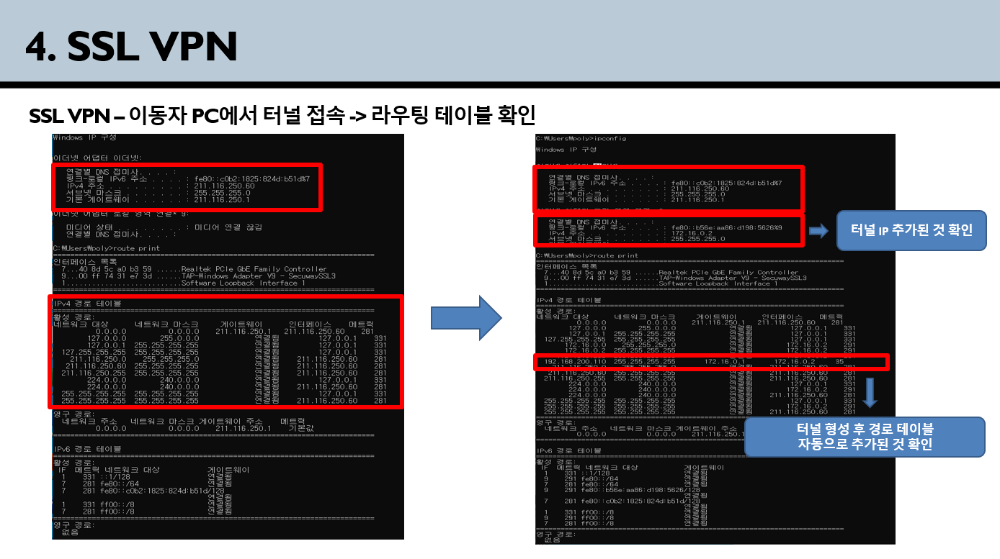 4. SSL VPN
SSL VPN – 이동자 PC에서 터널 접속 -> 라우팅 테이블 확인
Windows IP 구성
이더넷 어댑터 이더넷:
연결별 DNS 접미사. . . . :
링크-로컬 IPv6 주소 . . . . : fe80::c0b2:1825:824d:b51d%7
IPv4 주소 . . . . . . . . . : 211.116.250.60
서브넷 마스크 . . . . . . . : 255.255.255.0
기본 게이트웨이 . . . . . . : 211.116.250.1
이더넷 어댑터 로컬 영역 연결* 9:
미디어 상태 . . . . . . . . : 미디어 연결 끊김
연결별 DNS 접미사. . . . :
C:\Users\poly>route print
인터페이스 목록
7...40 8d 5c a0 b3 59 ......Realtek PCIe GbE Family Controller
9...00 ff 74 31 e7 3d ......TAP-Windows Adapter V9 - SecuwaySSL3
1...........................Software Loopback Interface 1
IPv4 경로 테이블
활성 경로:
네트워크 대상 네트워크 마스크 게이트웨이 인터페이스 메트릭
0.0.0.0 0.0.0.0 211.116.250.1 211.116.250.60 281
127.0.0.0 255.0.0.0 연결됨 127.0.0.1 331
127.0.0.1 255.255.255.255 연결됨 127.0.0.1 331
127.255.255.255 255.255.255.255 연결됨 127.0.0.1 331
211.116.250.0 255.255.255.0 연결됨 211.116.250.60 281
211.116.250.60 255.255.255.255 연결됨 211.116.250.60 281
211.116.250.255 255.255.255.255 연결됨 211.116.250.60 281
224.0.0.0 240.0.0.0 연결됨 127.0.0.1 331
224.0.0.0 240.0.0.0 연결됨 211.116.250.60 281
255.255.255.255 255.255.255.255 연결됨 127.0.0.1 331
255.255.255.255 255.255.255.255 연결됨 211.116.250.60 281
영구 경로:
네트워크 주소 네트워크 마스크 게이트웨이 주소 메트릭
0.0.0.0 0.0.0.0 211.116.250.1 기본값
IPv6 경로 테이블
활성 경로:
IF 메트릭 네트워크 대상 게이트웨이
1 331 ::1/128 연결됨
7 281 fe80::/64 연결됨
7 281 fe80::c0b2:1825:824d:b51d/128
연결됨
1 331 ff00::/8 연결됨
7 281 ff00::/8 연결됨
영구 경로:
없음
C:\Users\poly>ipconfig
Windows IP 구성
연결별 DNS 접미사. . . . :
링크-로컬 IPv6 주소 . . . . : fe80::c0b2:1825:824d:b51d%7
IPv4 주소 . . . . . . . . . : 211.116.250.60
서브넷 마스크 . . . . . . . : 255.255.255.0
기본 게이트웨이 . . . . . . : 211.116.250.1
연결별 DNS 접미사. . . . :
링크-로컬 IPv6 주소 . . . . : fe80::b56e:aa86:d198:5626%9
IPv4 주소 . . . . . . . . . : 172.16.0.2
서브넷 마스크 . . . . . . . : 255.255.255.0
터널 IP 추가된 것 확인
C:\Users\poly>route print
인터페이스 목록
7...40 8d 5c a0 b3 59 ......Realtek PCIe GbE Family Controller
9...00 ff 74 31 e7 3d ......TAP-Windows Adapter V9 - SecuwaySSL3
1...........................Software Loopback Interface 1
IPv4 경로 테이블
활성 경로:
네트워크 대상 네트워크 마스크 게이트웨이 인터페이스 메트릭
0.0.0.0 0.0.0.0 211.116.250.1 211.116.250.60 281
127.0.0.0 255.0.0.0 연결됨 127.0.0.1 331
127.0.0.1 255.255.255.255 연결됨 127.0.0.1 331
127.255.255.255 255.255.255.255 연결됨 127.0.0.1 331
172.16.0.0 255.255.255.0 연결됨 172.16.0.2 291
172.16.0.2 255.255.255.255 연결됨 172.16.0.2 291
192.168.200.110 255.255.255.255 172.16.0.1 172.16.0.2 35
211.116.250.0 255.255.255.0 연결됨 211.116.250.60 281
211.116.250.60 255.255.255.255 연결됨 211.116.250.60 281
211.116.250.255 255.255.255.255 연결됨 211.116.250.60 281
224.0.0.0 240.0.0.0 연결됨 127.0.0.1 331
224.0.0.0 240.0.0.0 연결됨 172.16.0.2 291
224.0.0.0 240.0.0.0 연결됨 211.116.250.60 281
255.255.255.255 255.255.255.255 연결됨 127.0.0.1 331
255.255.255.255 255.255.255.255 연결됨 172.16.0.2 291
255.255.255.255 255.255.255.255 연결됨 211.116.250.60 281
영구 경로:
네트워크 주소 네트워크 마스크 게이트웨이 주소
0.0.0.0 0.0.0.0 211.116.250.1
터널 형성 후 경로 테이블
자동으로 추가된 것 확인
IPv6 경로 테이블
활성 경로:
IF 메트릭 네트워크 대상 게이트웨이
1 331 ::1/128 연결됨
9 291 fe80::/64 연결됨
7 281 fe80::/64 연결됨
9 291 fe80::b56e:aa86:d198:5626/128
연결됨
7 281 fe80::c0b2:1825:824d:b51d/128
연결됨
1 331 ff00::/8 연결됨
9 291 ff00::/8 연결됨
7 281 ff00::/8 연결됨
영구 경로:
없음